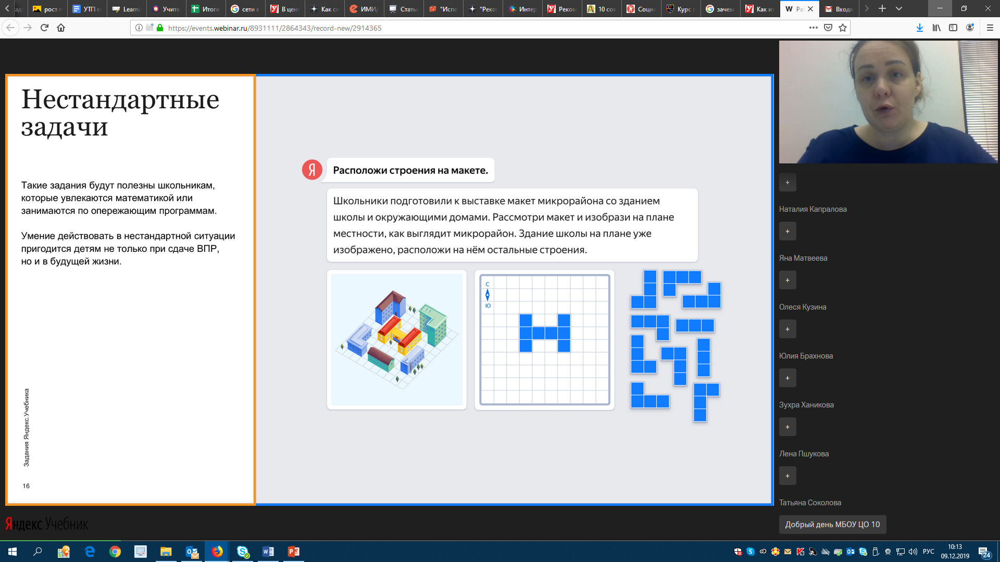 рост п
УТП со
Learni
Учите
Итоги
сети в
В цен
Как со
ИМИД
Стать
"Испо
"Реко
Интер
Реком
10 сов
Социа
Курс п
зачем
Как из
Входя
https://events.webinar.ru/8931111/2864343/record-new/2914365
Нестандартные
задачи
Такие задания будут полезны школьникам,
которые увлекаются математикой или
занимаются по опережающим программам.
Умение действовать в нестандартной ситуации
пригодится детям не только при сдаче ВПР,
но и в будущей жизни.
Задания Яндекс.Учебника
16
Я
Расположи строения на макете.
Школьники подготовили к выставке макет микрорайона со зданием
школы и окружающими домами. Рассмотри макет и изобрази на плане
местности, как выглядит микрорайон. Здание школы на плане уже
изображено, расположи на нём остальные строения.
С
Ю
+
Наталия Капралова
+
Яна Матвеева
+
Олеся Кузина
+
Юлия Брахнова
+
Зухра Ханикова
+
Лена Пшукова
+
Татьяна Соколова
Добрый день МБОУ ЦО 10
Яндекс Учебник
РУС
10:13
09.12.2019
24